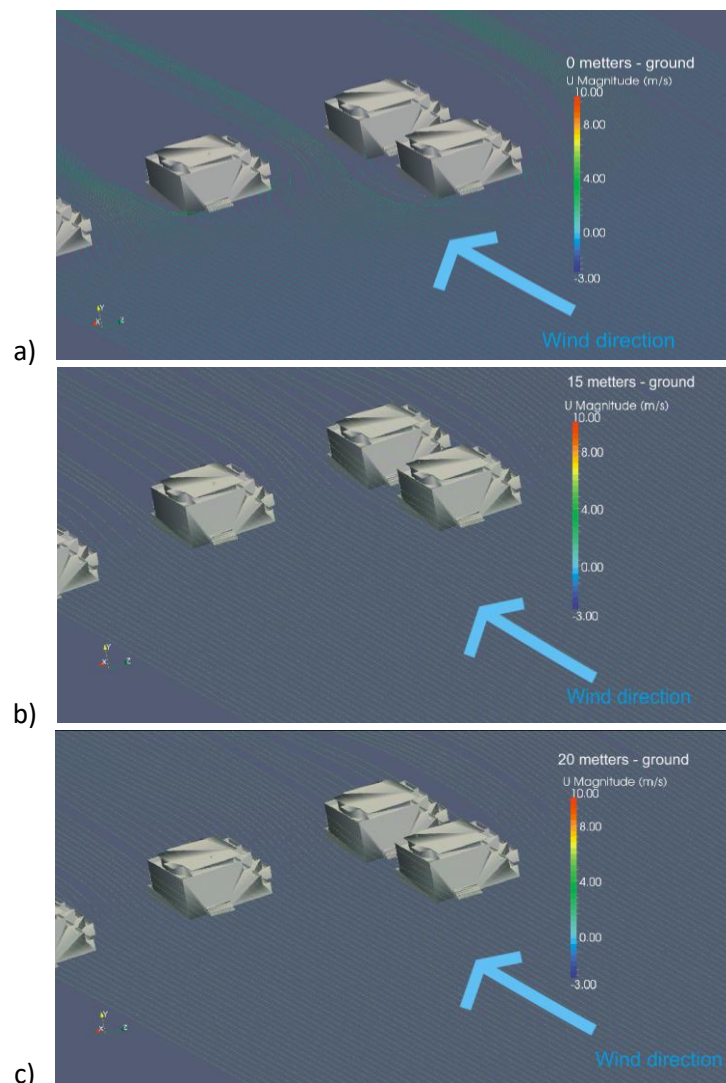 0 metters - ground
U Magnitude (m/s)
10.00
8.00
4.00
0.00
-3.00
Y
X Z
Wind direction
a)
15 metters - ground
U Magnitude (m/s)
10.00
8.00
4.00
0.00
-3.00
Y
X Z
Wind direction
b)
20 metters - ground
U Magnitude (m/s)
10.00
8.00
4.00
0.00
-3.00
Y
X Z
Wind direction
c)